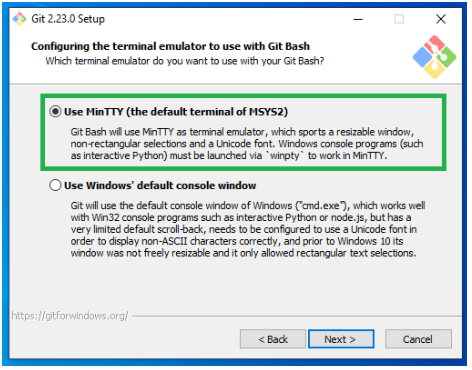 Git 2.23.0 Setup
Configuring the terminal emulator to use with Git Bash
Which terminal emulator do you want to use with your Git Bash?
Use MinTTY (the default terminal of MSYS2)
Git Bash will use MinTTY as terminal emulator, which sports a resizable window,
non-rectangular selections and a Unicode font. Windows console programs (such
as interactive Python) must be launched via `winpty` to work in MinTTY.
Use Windows' default console window
Git will use the default console window of Windows ("cmd.exe"), which works well
with Win32 console programs such as interactive Python or node.js, but has a
very limited default scroll-back, needs to be configured to use a Unicode font in
order to display non-ASCII characters correctly, and prior to Windows 10 its
window was not freely resizable and it only allowed rectangular text selections.
https://gitforwindows.org/
< Back Next > Cancel